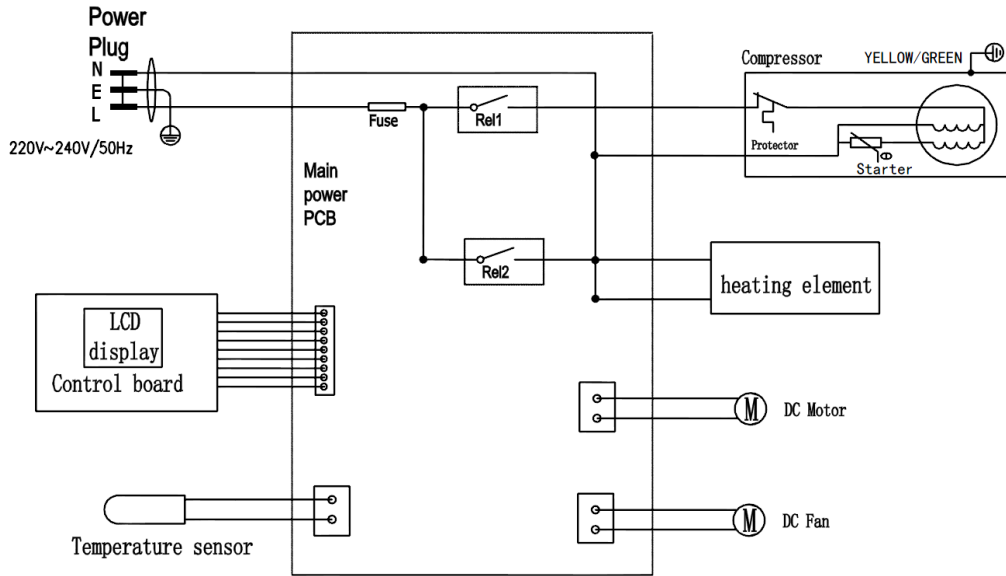 Power
Plug
N
E
L
220V~240V/50Hz
Fuse
Rel1
Compressor
YELLOW/GREEN
Protector
Starter
Main
power
PCB
Rel2
heating element
LCD
display
Control board
M
DC Motor
M
DC Fan
Temperature sensor